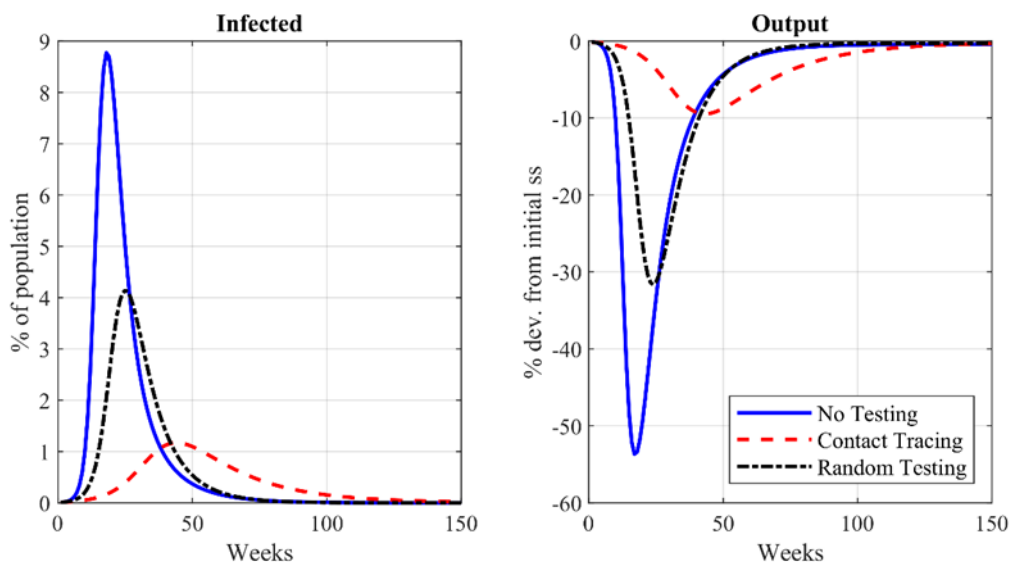 Infected
% of population
9
8
7
6
5
4
3
2
1
0
0 50 100 150
Weeks
Output
% dev. from initial ss
0
-10
-20
-30
-40
-50
-60
0 50 100 150
Weeks
No Testing
Contact Tracing
Random Testing